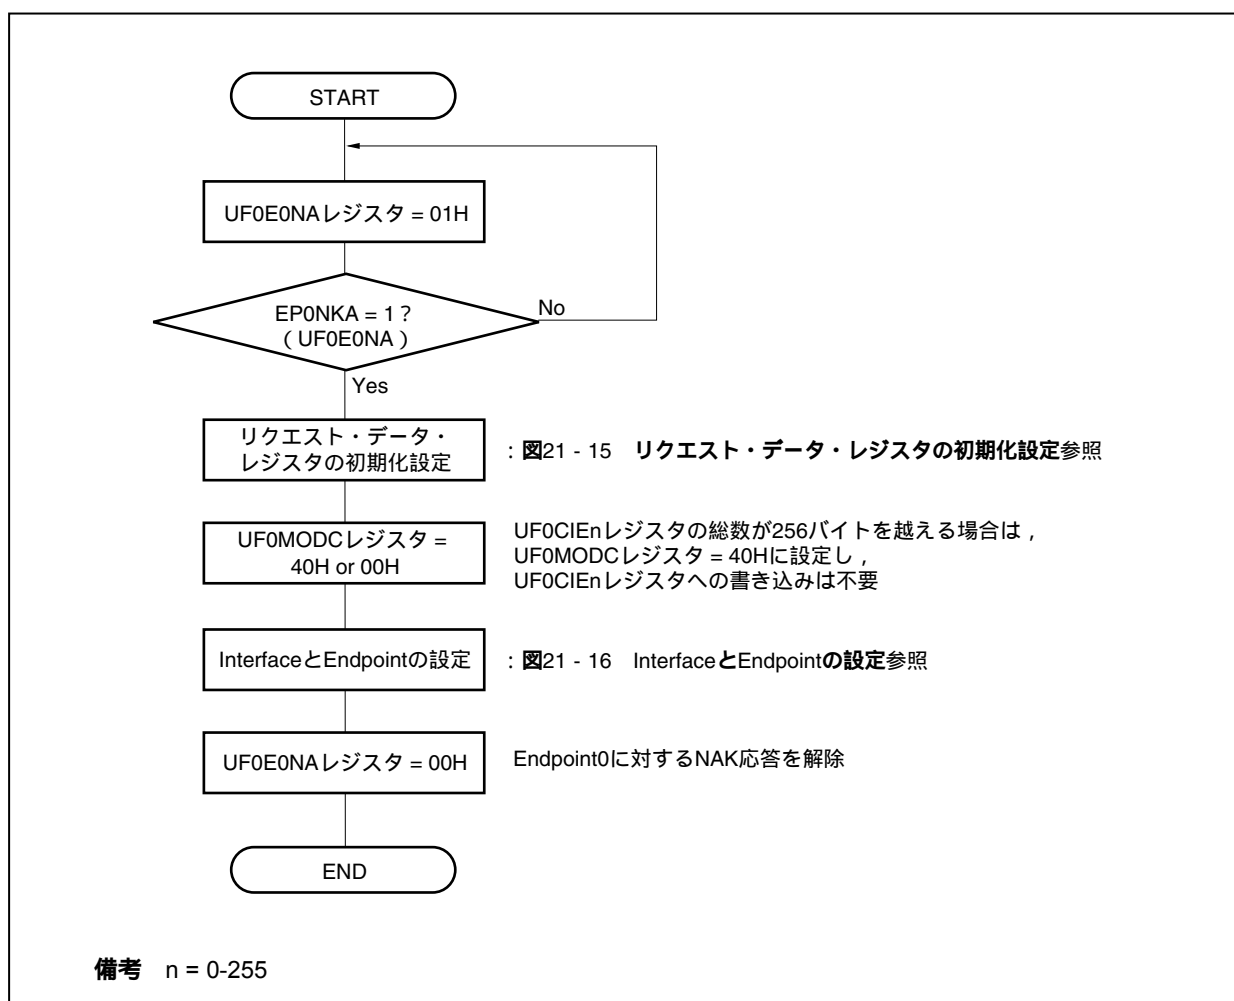 START
UF0E0NAレジスタ = 01H
EP0NKA = 1？
（UF0E0NA）
No
Yes
リクエスト・データ・
レジスタの初期化設定
：図21 - 15　リクエスト・データ・レジスタの初期化設定参照
UF0MODCレジスタ =
40H or 00H
UF0CIEnレジスタの総数が256バイトを越える場合は，
UF0MODCレジスタ = 40Hに設定し，
UF0CIEnレジスタへの書き込みは不要
InterfaceとEndpointの設定
：図21 - 16　InterfaceとEndpointの設定参照
UF0E0NAレジスタ = 00H
Endpoint0に対するNAK応答を解除
END
備考　n = 0-255